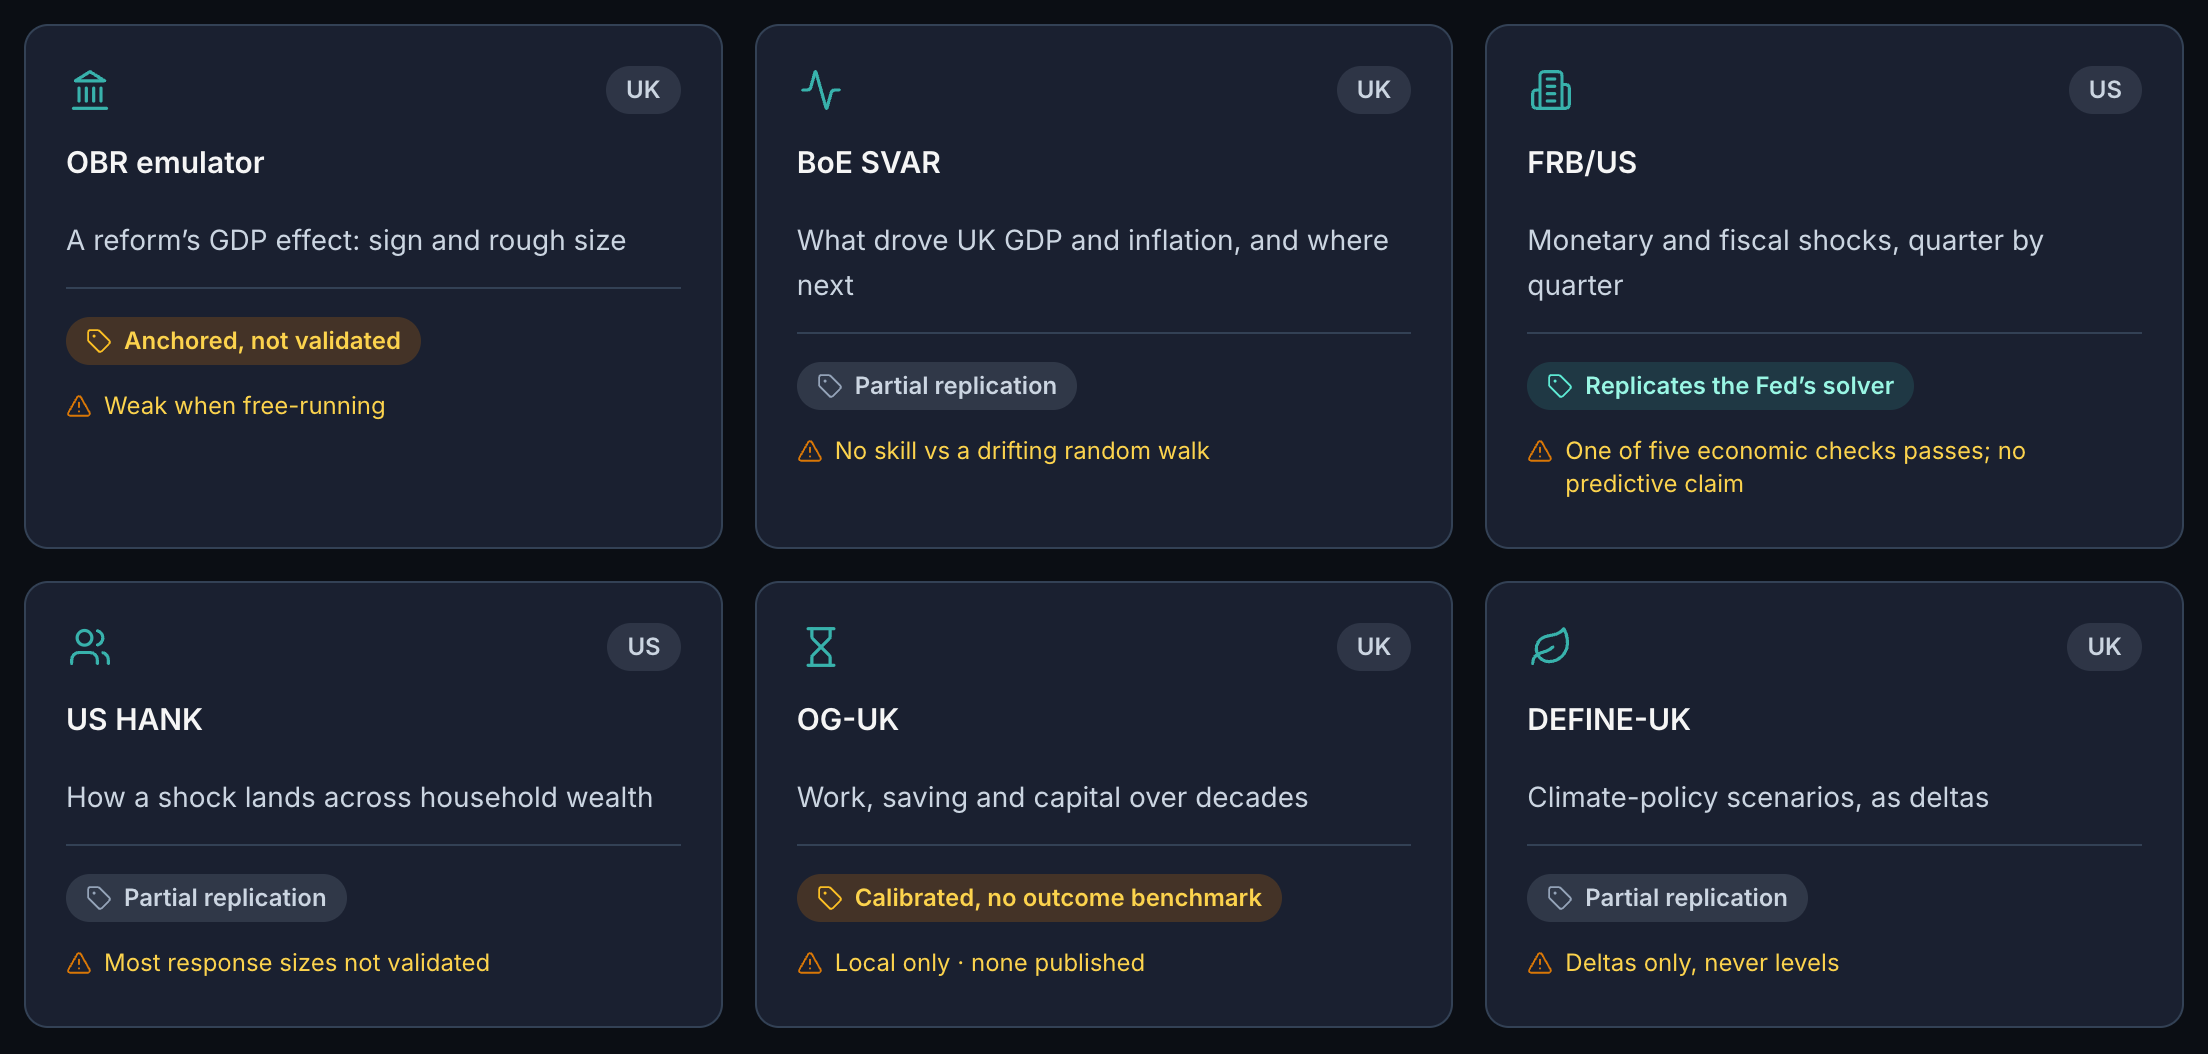 UK
OBR emulator
A reform’s GDP effect: sign and rough size
Anchored, not validated
Weak when free-running
UK
BoE SVAR
What drove UK GDP and inflation, and where
next
Partial replication
No skill vs a drifting random walk
US
FRB/US
Monetary and fiscal shocks, quarter by
quarter
Replicates the Fed’s solver
One of five economic checks passes; no
predictive claim
US
US HANK
How a shock lands across household wealth
Partial replication
Most response sizes not validated
UK
OG-UK
Work, saving and capital over decades
Calibrated, no outcome benchmark
Local only · none published
UK
DEFINE-UK
Climate-policy scenarios, as deltas
Partial replication
Deltas only, never levels